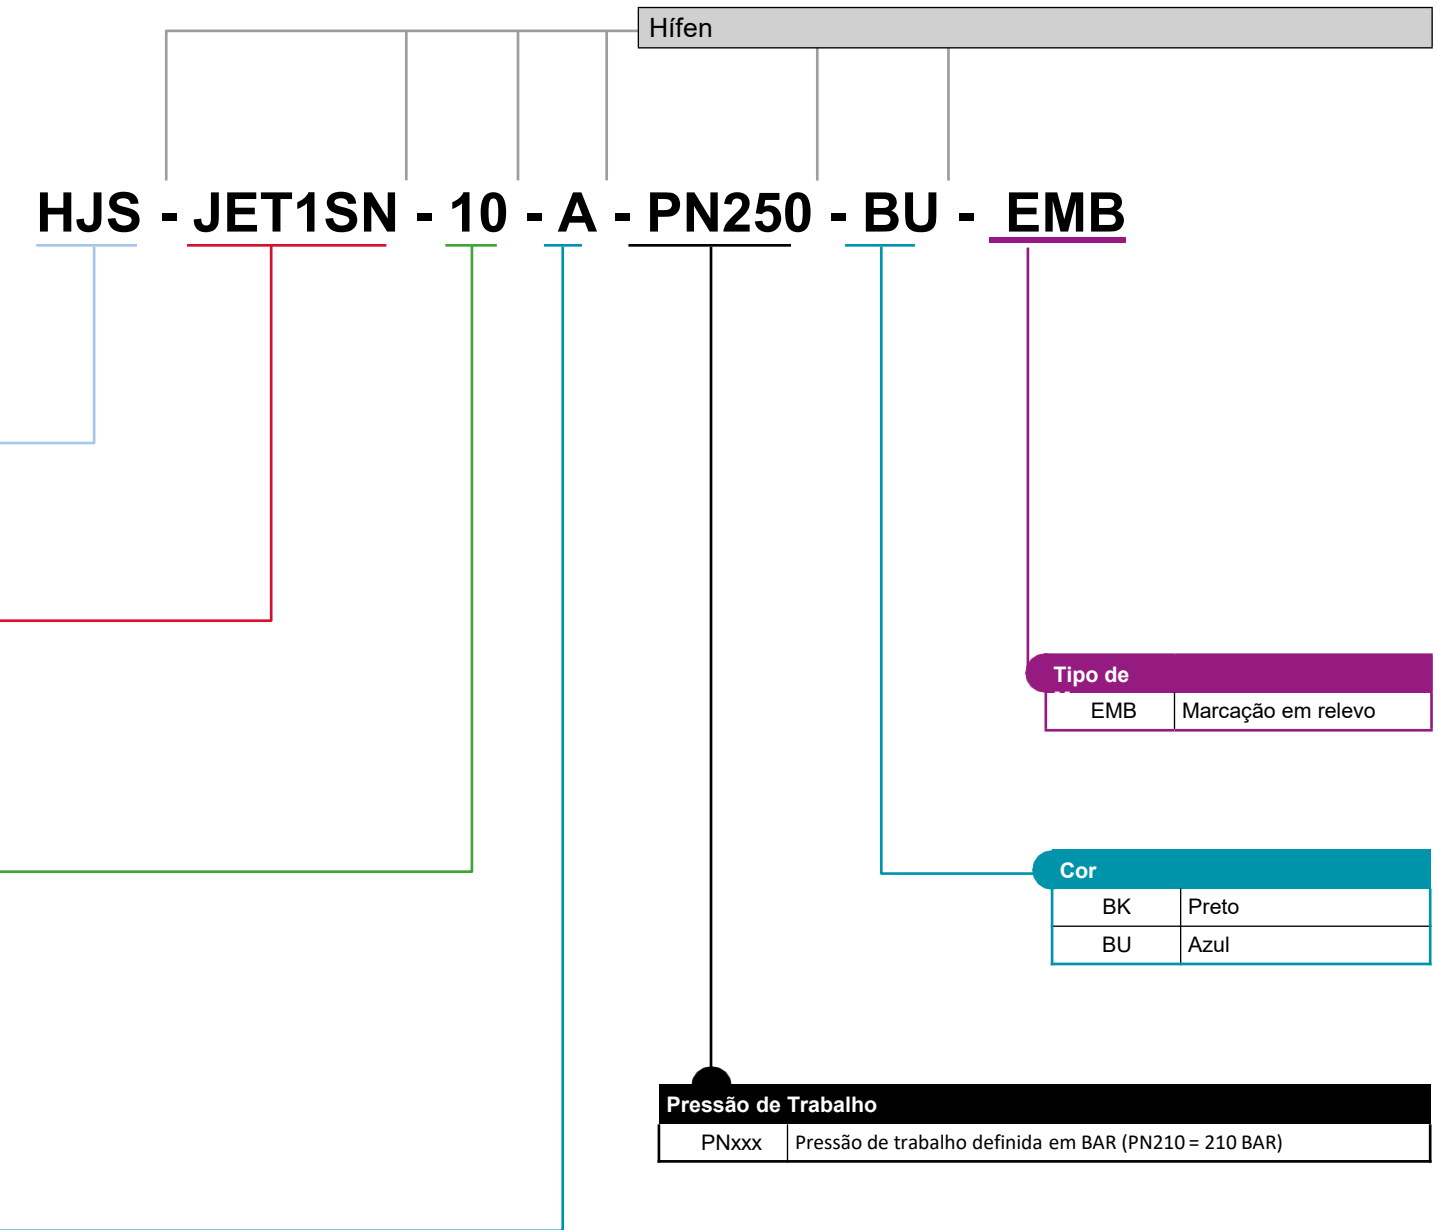 Hífen
HJS - JET1SN - 10 - A - PN250 - BU - EMB
Tipo de
EMB Marcação em relevo
Cor
BK Preto
BU Azul
Pressão de Trabalho
PNxxx Pressão de trabalho definida em BAR (PN210 = 210 BAR)